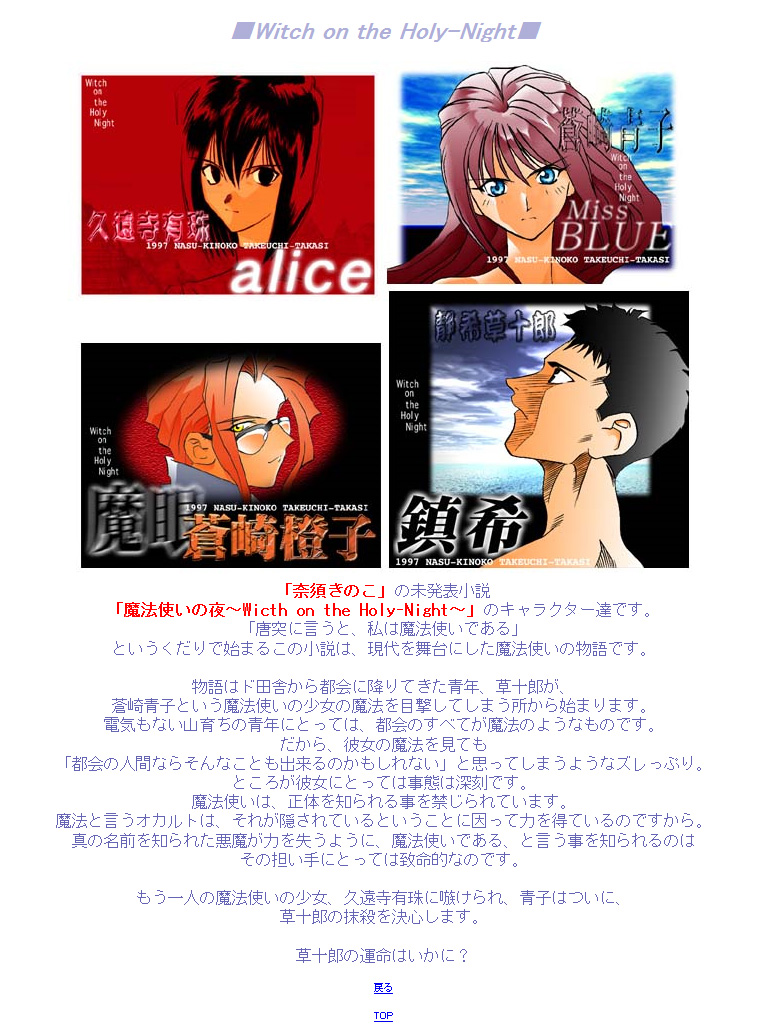 ■Witch on the Holy-Night■
Witch
on
the
Holy
Night
久遠寺有珠
1997 NASU-KINOKO TAKEUCHI-TAKASI
alice
蒼崎青子
Witch
on
the
Holy
Night
Miss
BLUE
1997 NASU-KINOKO TAKEUCHI-TAKASI
Witch
on
the
Holy
Night
魔眼
1997 NASU-KINOKO TAKEUCHI-TAKASI
蒼崎橙子
静希草十郎
Witch
on
the
Holy
Night
鎮希
1997 NASU-KINOKO TAKEUCHI-TAKASI
「奈須きのこ」の未発表小説
「魔法使いの夜～Wicth on the Holy-Night～」のキャラクター達です。
「唐突に言うと、私は魔法使いである」
というくだりで始まるこの小説は、現代を舞台にした魔法使いの物語です。
物語はド田舎から都会に降りてきた青年、草十郎が、
蒼崎青子という魔法使いの少女の魔法を目撃してしまう所から始まります。
電気もない山育ちの青年にとっては、都会のすべてが魔法のようなものです。
だから、彼女の魔法を見ても
「都会の人間ならそんなことも出来るのかもしれない」と思ってしまうようなズレっぷり。
ところが彼女にとっては事態は深刻です。
魔法使いは、正体を知られる事を禁じられています。
魔法と言うオカルトは、それが隠されているということに因って力を得ているのですから。
真の名前を知られた悪魔が力を失うように、魔法使いである、と言う事を知られるのは
その担い手にとっては致命的なのです。
もう一人の魔法使いの少女、久遠寺有珠に嗾けられ、青子はついに、
草十郎の抹殺を決心します。
草十郎の運命はいかに？
戻る
TOP